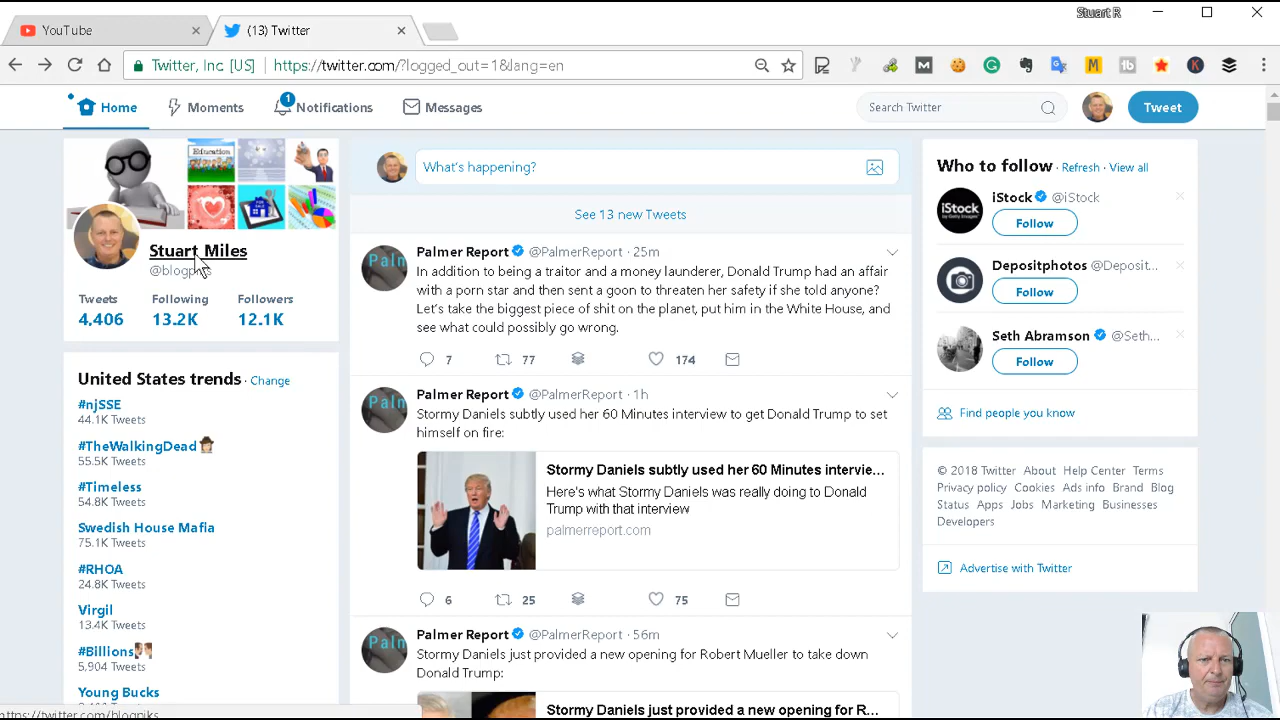 Stuart R
YouTube
(13) Twitter
Twitter, Inc. [US]
https://twitter.com/?logged_out=1&lang=en
Home
Moments
1
Notifications
Messages
Search Twitter
Tweet
Education
FOR SALE
Stuart Miles
Tweets Following Followers
4,406 13.2K 12.1K
United States trends · Change
#njSSE
44.1K Tweets
#TheWalkingDead
55.5K Tweets
#Timeless
54.8K Tweets
Swedish House Mafia
75.1K Tweets
#RHOA
24.8K Tweets
Virgil
13.4K Tweets
#Billions
5,904 Tweets
Young Bucks
https://twitter.com/blogpiks
What's happening?
See 13 new Tweets
Palm
Palmer Report @PalmerReport · 25m
In addition to being a traitor and a money launderer, Donald Trump had an affair
with a porn star and then sent a goon to threaten her safety if she told anyone?
Let's take the biggest piece of shit on the planet, put him in the White House, and
see what could possibly go wrong.
7 77 174
Palm
Palmer Report @PalmerReport · 1h
Stormy Daniels subtly used her 60 Minutes interview to get Donald Trump to set
himself on fire:
Stormy Daniels subtly used her 60 Minutes intervie...
Here's what Stormy Daniels was really doing to Donald
Trump with that interview
palmerreport.com
6 25 75
Palm
Palmer Report @PalmerReport · 56m
Stormy Daniels just provided a new opening for Robert Mueller to take down
Donald Trump:
Stormy Daniels just provided a new opening for R...
Who to follow · Refresh · View all
iStock
iStock @iStock
Follow
Depositphotos @Deposit...
Follow
Seth Abramson @Seth...
Follow
Find people you know
© 2018 Twitter About Help Center Terms
Privacy policy Cookies Ads info Brand Blog
Status Apps Jobs Marketing Businesses
Developers
Advertise with Twitter